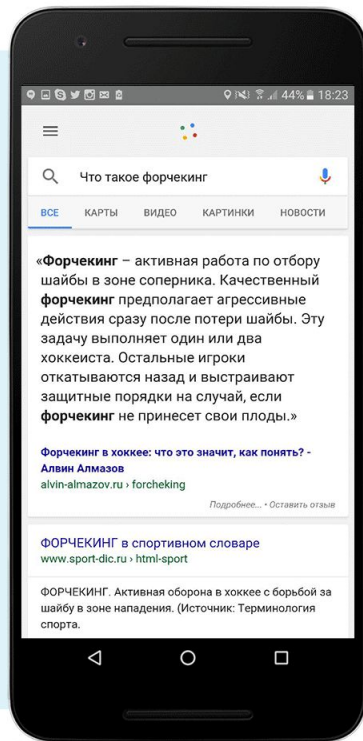 44% 18:23
Что такое форчекинг
ВСЕ КАРТЫ ВИДЕО КАРТИНКИ НОВОСТИ
«Форчекинг – активная работа по отбору
шайбы в зоне соперника. Качественный
форчекинг предполагает агрессивные
действия сразу после потери шайбы. Эту
задачу выполняет один или два
хоккеиста. Остальные игроки
откатываются назад и выстраивают
защитные порядки на случай, если
форчекинг не принесет свои плоды.»
Форчекинг в хоккее: что это значит, как понять? -
Алвин Алмазов
alvin-almazov.ru › forcheking
Подробнее... • Оставить отзыв
ФОРЧЕКИНГ в спортивном словаре
www.sport-dic.ru › html-sport
ФОРЧЕКИНГ. Активная оборона в хоккее с борьбой за
шайбу в зоне нападения. (Источник: Терминология
спорта.